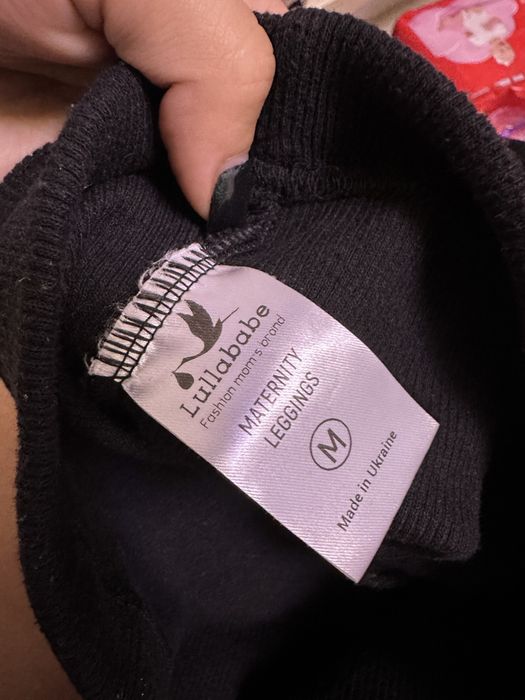 Lullababe
Fashion mom's brand
MATERNITY
LEGGINGS
M
Made in Ukraine